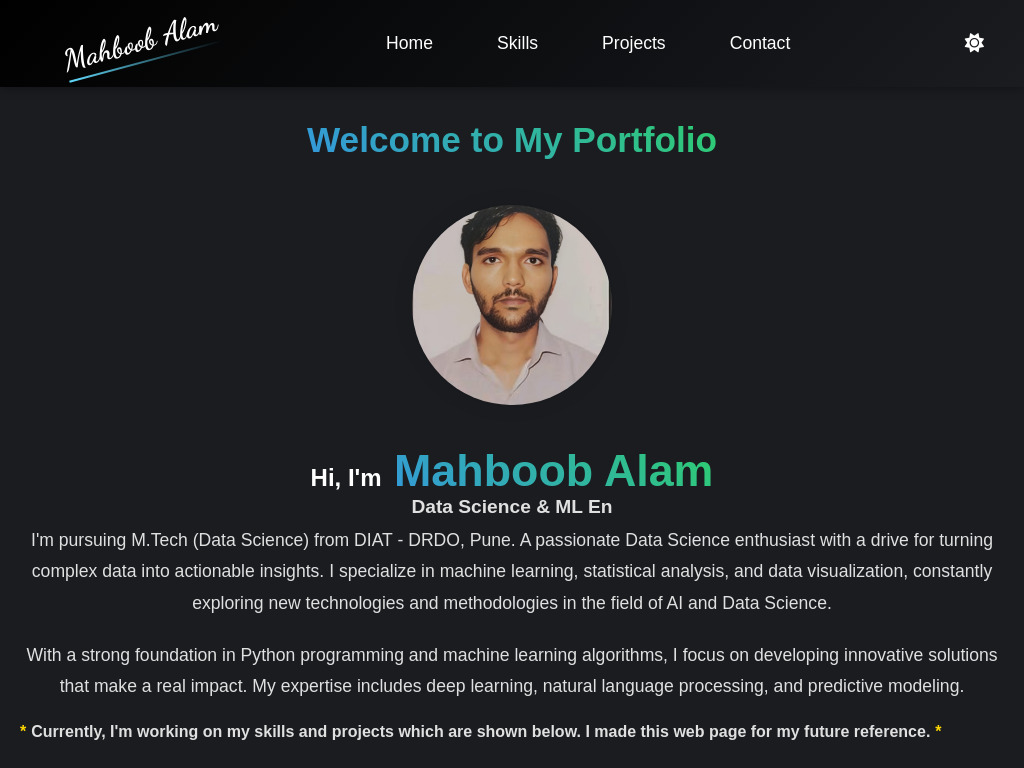 Mahboob Alam
Home Skills Projects Contact
Welcome to My Portfolio
Hi, I'm Mahboob Alam
Data Science & ML En
I'm pursuing M.Tech (Data Science) from DIAT - DRDO, Pune. A passionate Data Science enthusiast with a drive for turning
complex data into actionable insights. I specialize in machine learning, statistical analysis, and data visualization, constantly
exploring new technologies and methodologies in the field of AI and Data Science.
With a strong foundation in Python programming and machine learning algorithms, I focus on developing innovative solutions
that make a real impact. My expertise includes deep learning, natural language processing, and predictive modeling.
* Currently, I'm working on my skills and projects which are shown below. I made this web page for my future reference. *